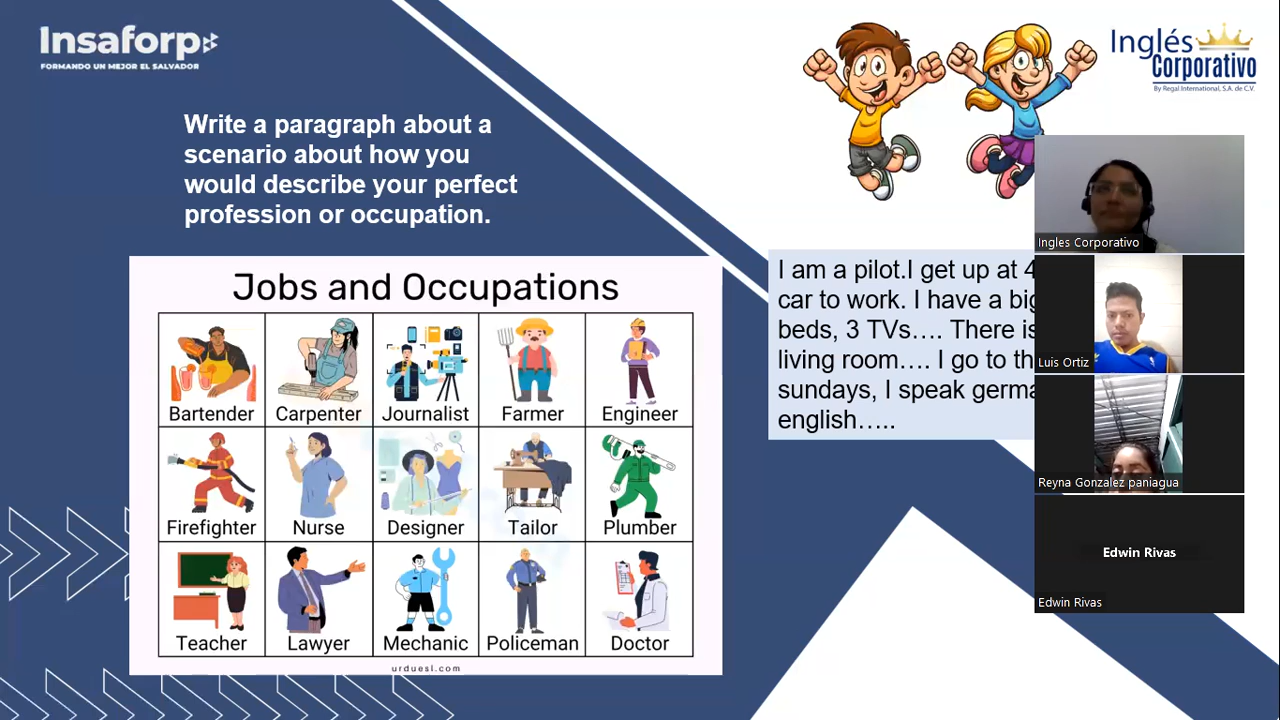 Insaforp
FORMANDO UN MEJOR EL SALVADOR
Inglés
Corporativo
By Regal International, S.A. de C.V.
Write a paragraph about a
scenario about how you
would describe your perfect
profession or occupation.
Jobs and Occupations
Bartender Carpenter Journalist Farmer Engineer
Firefighter Nurse Designer Tailor Plumber
Teacher Lawyer Mechanic Policeman Doctor
urduesl.com
I am a pilot.I get up at 4
car to work. I have a big
beds, 3 TVs.... There is
living room.... I go to th
sundays, I speak germa
english.....
Ingles Corporativo
Luis Ortiz
Reyna Gonzalez paniagua
Edwin Rivas
Edwin Rivas